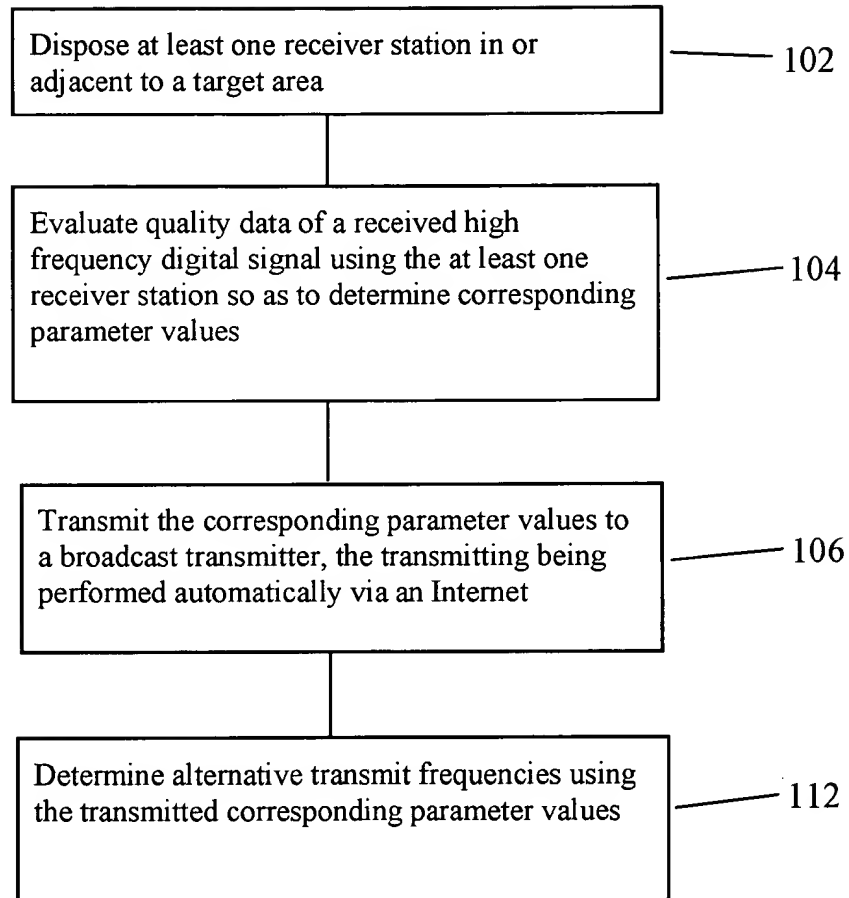 Dispose at least one receiver station in or
adjacent to a target area
102
Evaluate quality data of a received high
frequency digital signal using the at least one
receiver station so as to determine corresponding
parameter values
104
Transmit the corresponding parameter values to
a broadcast transmitter, the transmitting being
performed automatically via an Internet
106
Determine alternative transmit frequencies using
the transmitted corresponding parameter values
112